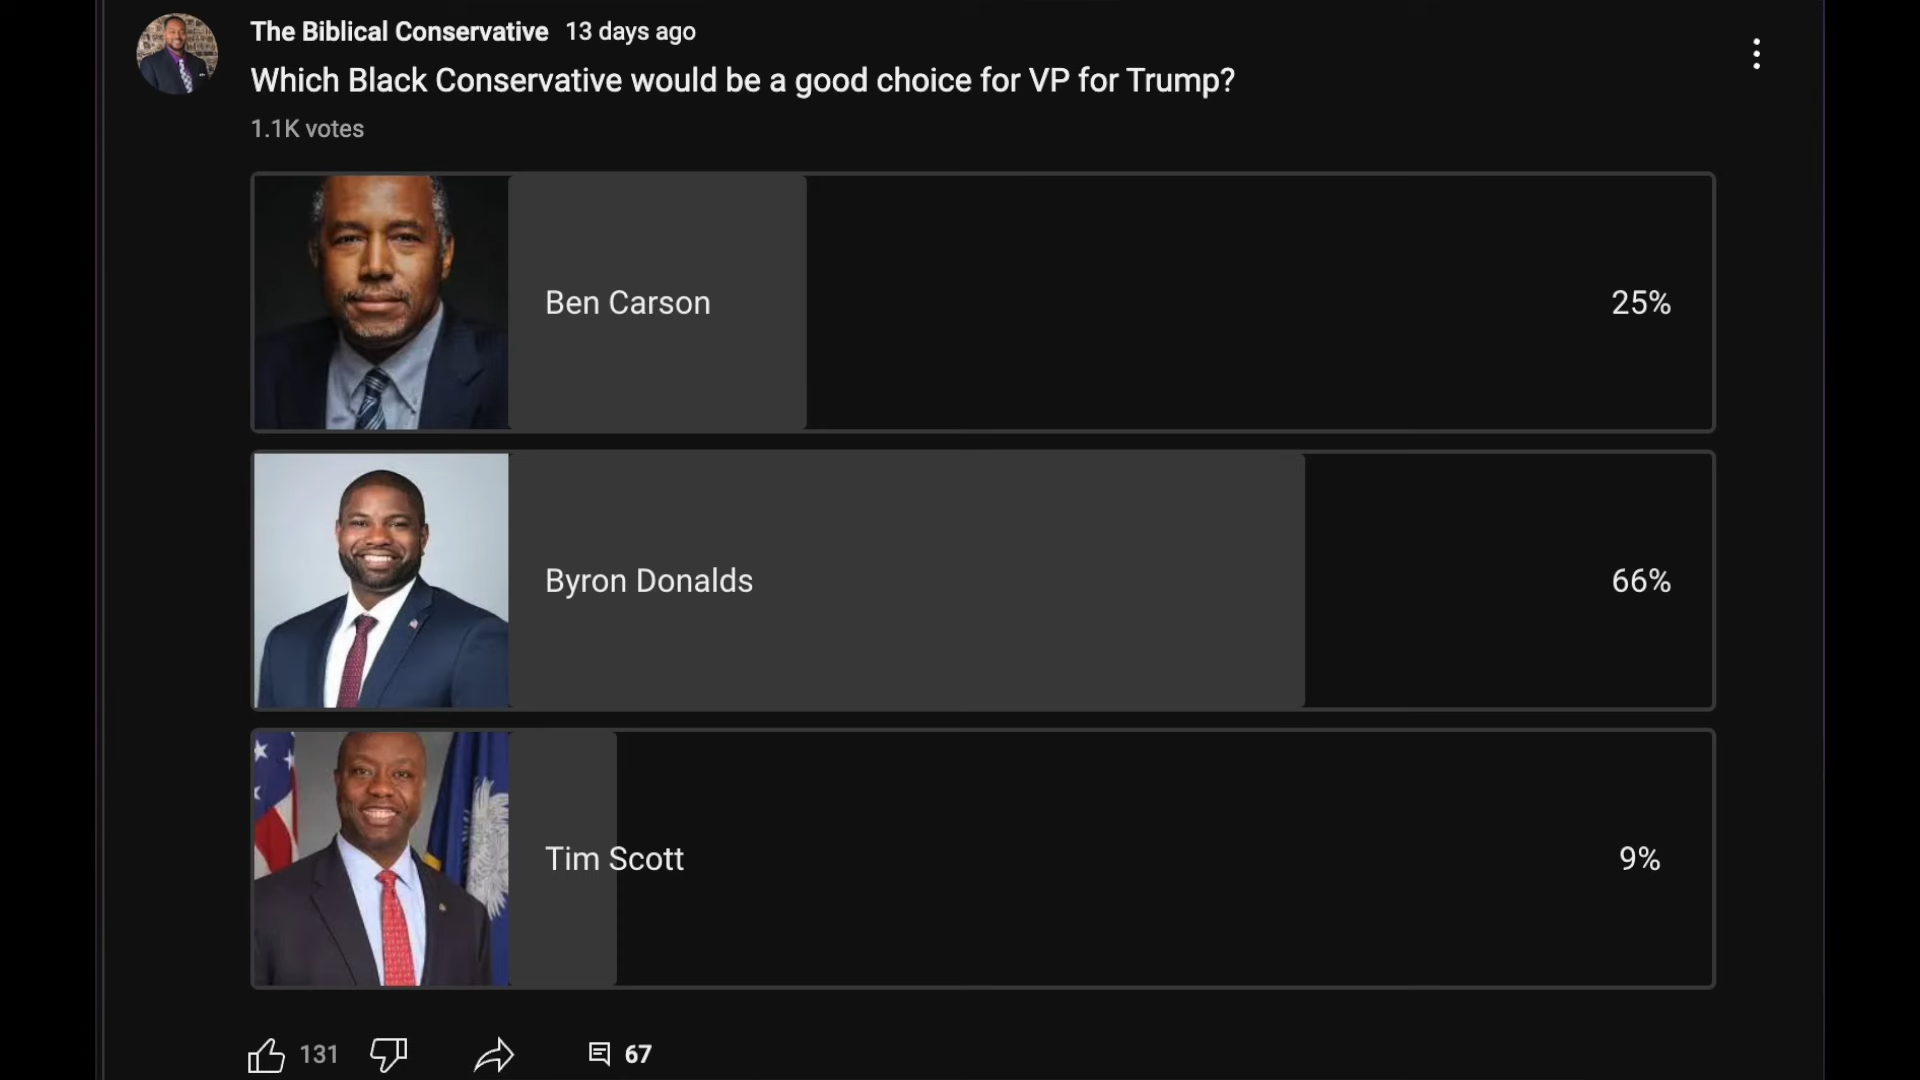 The Biblical Conservative 13 days ago
Which Black Conservative would be a good choice for VP for Trump?
1.1K votes
Ben Carson 25%
Byron Donalds 66%
Tim Scott 9%
131 67